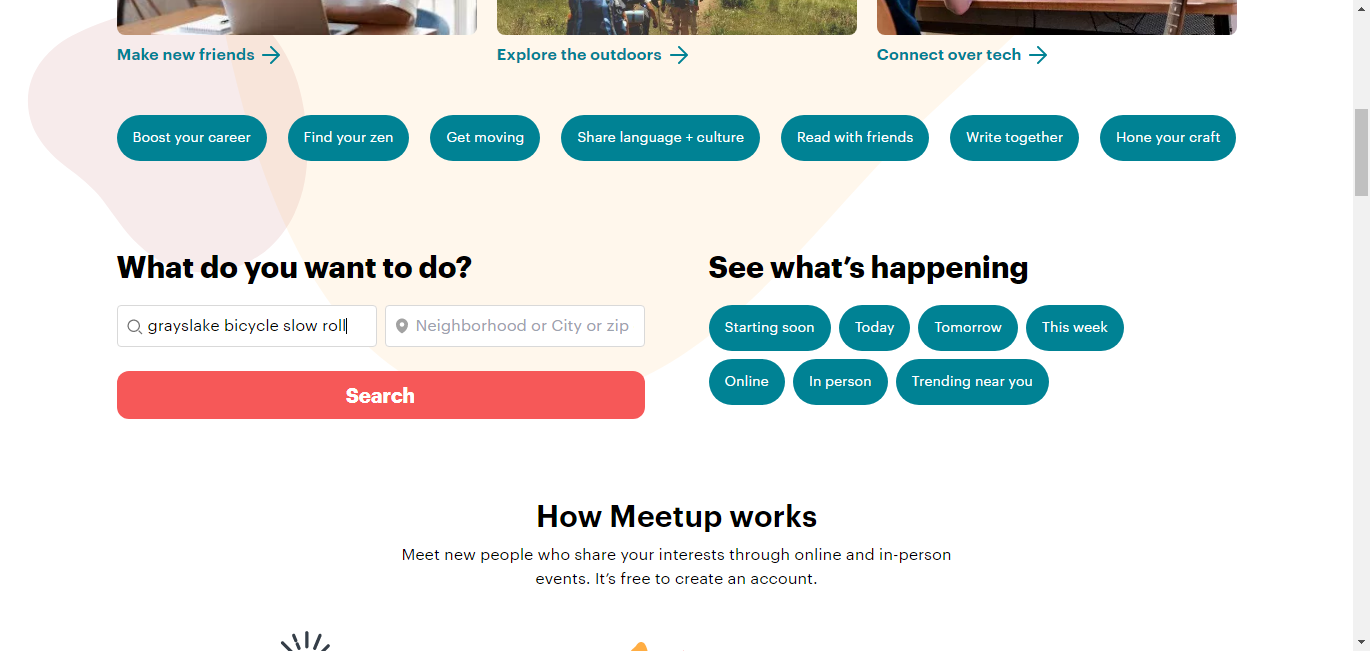 Make new friends
Explore the outdoors
Connect over tech
Boost your career
Find your zen
Get moving
Share language + culture
Read with friends
Write together
Hone your craft
What do you want to do?
grayslake bicycle slow roll
Neighborhood or City or zip
Search
See what’s happening
Starting soon
Today
Tomorrow
This week
Online
In person
Trending near you
How Meetup works
Meet new people who share your interests through online and in-person
events. It’s free to create an account.